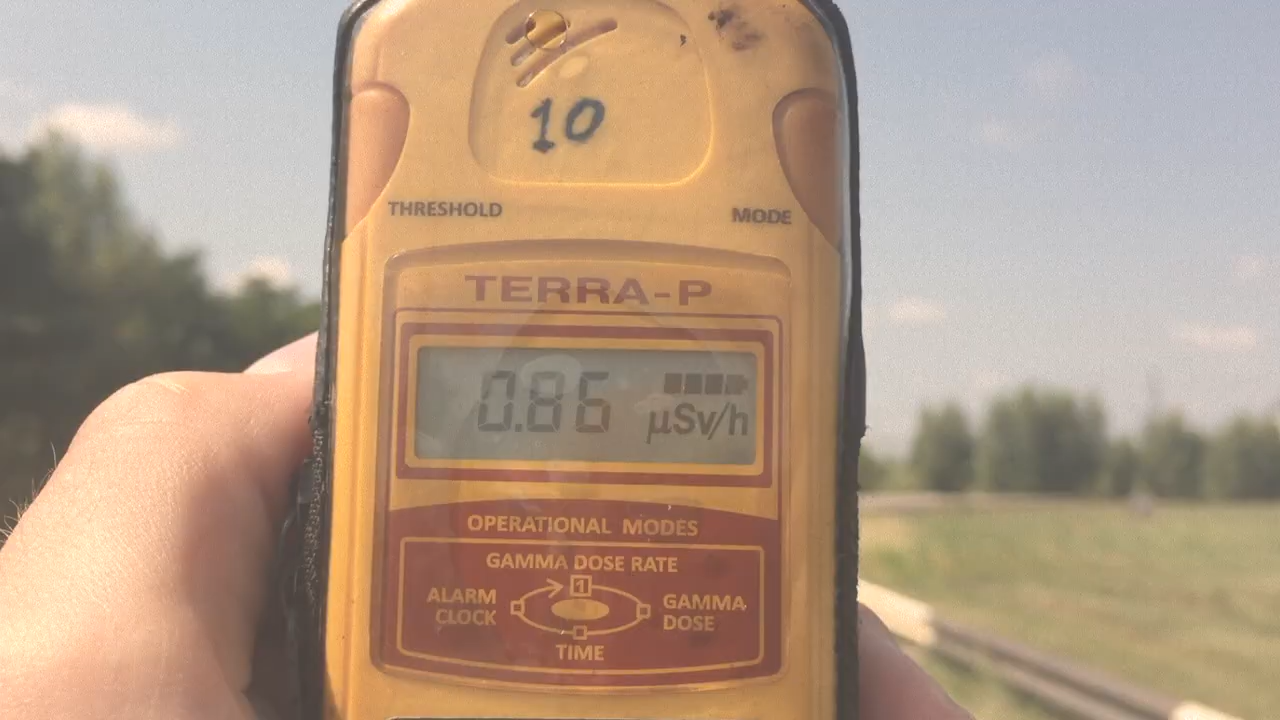 10
THRESHOLD MODE
TERRA-P
0.86 µSv/h
OPERATIONAL MODES
GAMMA DOSE RATE
1
ALARM CLOCK
GAMMA DOSE
TIME